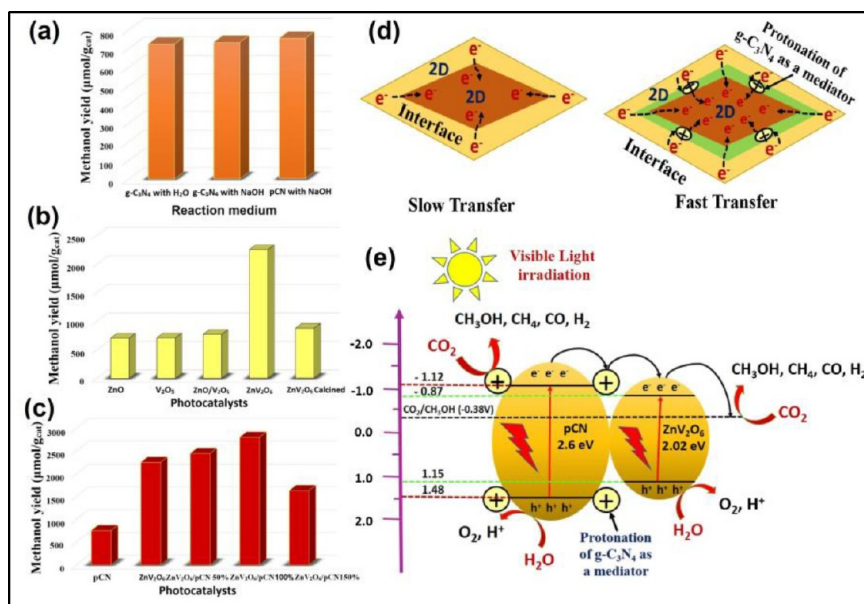 (a)
Methanol yield (µmol/gcat)
800
700
600
500
400
300
200
100
0
g-C₃N₄ with H₂O g-C₃N₄ with NaOH pCN with NaOH
Reaction medium
(b)
Methanol yield (µmol/gcat)
2500
2000
1500
1000
500
0
ZnO V₂O₅ ZnO/V₂O₅ ZnV₂O₆ ZnV₂O₆ Calcined
Photocatalysts
(c)
Methanol yield (µmol/gcat)
3000
2500
2000
1500
1000
500
0
pCN ZnV₂O₆ ZnV₂O₆/pCN 50% ZnV₂O₆/pCN100% ZnV₂O₆/pCN150%
Photocatalysts
(d)
e⁻
2D
e⁻
e⁻ e⁻ 2D e⁻ e⁻
e⁻
Interface
e⁻
Slow Transfer
Protonation of
g-C₃N₄ as a mediator
e⁻ e⁻ e⁻
2D
+ +
e⁻ e⁻
e⁻ e⁻ 2D e⁻ e⁻
e⁻ e⁻ e⁻
+ +
e⁻ e⁻ e⁻
Interface
Fast Transfer
(e)
Visible Light
irradiation
-2.0
-1.0
0.0
1.0
2.0
CH₃OH, CH₄, CO, H₂
CO₂
- 1.12
- 0.87
CO₂/CH₃OH (-0.38V)
1.15
1.48
+ e⁻ e⁻ e⁻ +
pCN
2.6 eV
h⁺ h⁺ h⁺
+ +
e⁻ e⁻ e⁻
ZnV₂O₆
2.02 eV
h⁺ h⁺ h⁺
CH₃OH, CH₄, CO, H₂
CO₂
O₂, H⁺
H₂O
O₂, H⁺
H₂O
Protonation
of g-C₃N₄ as
a mediator